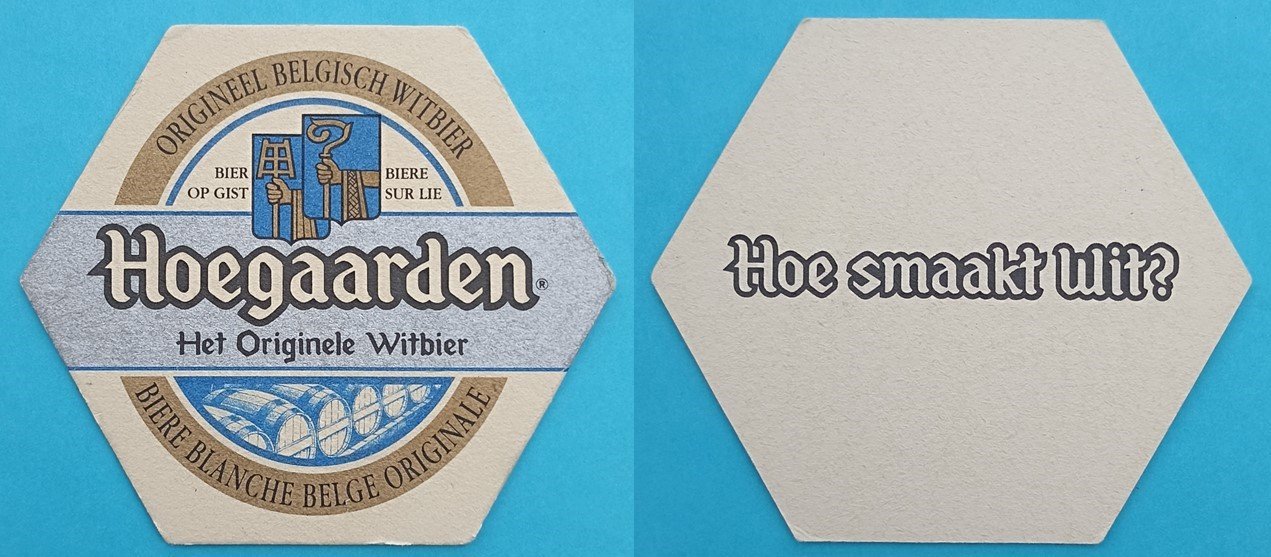 ORIGINEEL BELGISCH WITBIER
BIER
OP GIST
BIERE
SUR LIE
Hoegaarden®
Het Originele Witbier
BIERE BLANCHE BELGE ORIGINALE
Hoe smaakt Wit?